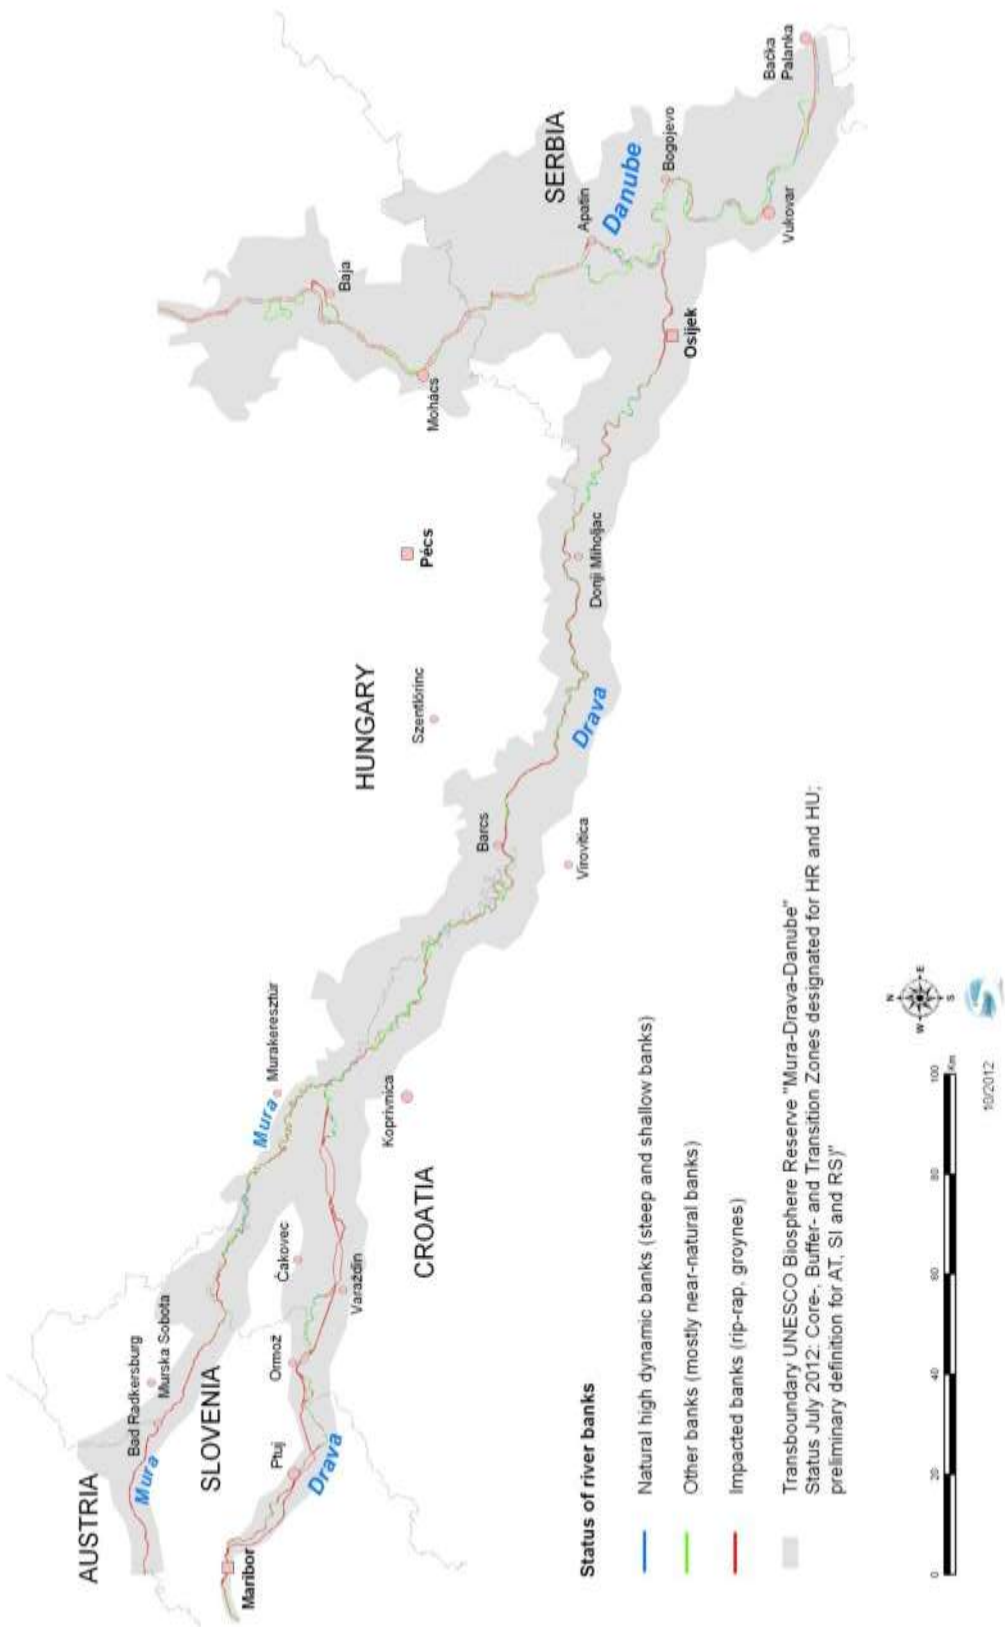 AUSTRIA
Mura
Bad Radkersburg
Murska Sobota
SLOVENIA
Maribor
Ptuj
Drava
Ormož
Čakovec
Varaždin
Mura
Murakeresztúr
Koprivnica
CROATIA
HUNGARY
Barcs
Virovitica
Szentlőrinc
Drava
Pécs
Donji Miholjac
Mohács
Baja
Osijek
SERBIA
Apatin
Danube
Bogojevo
Vukovar
Bačka
Palanka
Status of river banks
Natural high dynamic banks (steep and shallow banks)
Other banks (mostly near-natural banks)
Impacted banks (rip-rap, groynes)
Transboundary UNESCO Biosphere Reserve "Mura-Drava-Danube"
Status July 2012: Core-, Buffer- and Transition Zones designated for HR and HU;
preliminary definition for AT, SI and RS)"
0 20 40 60 80 100
Km
N
W E
S
10/2012